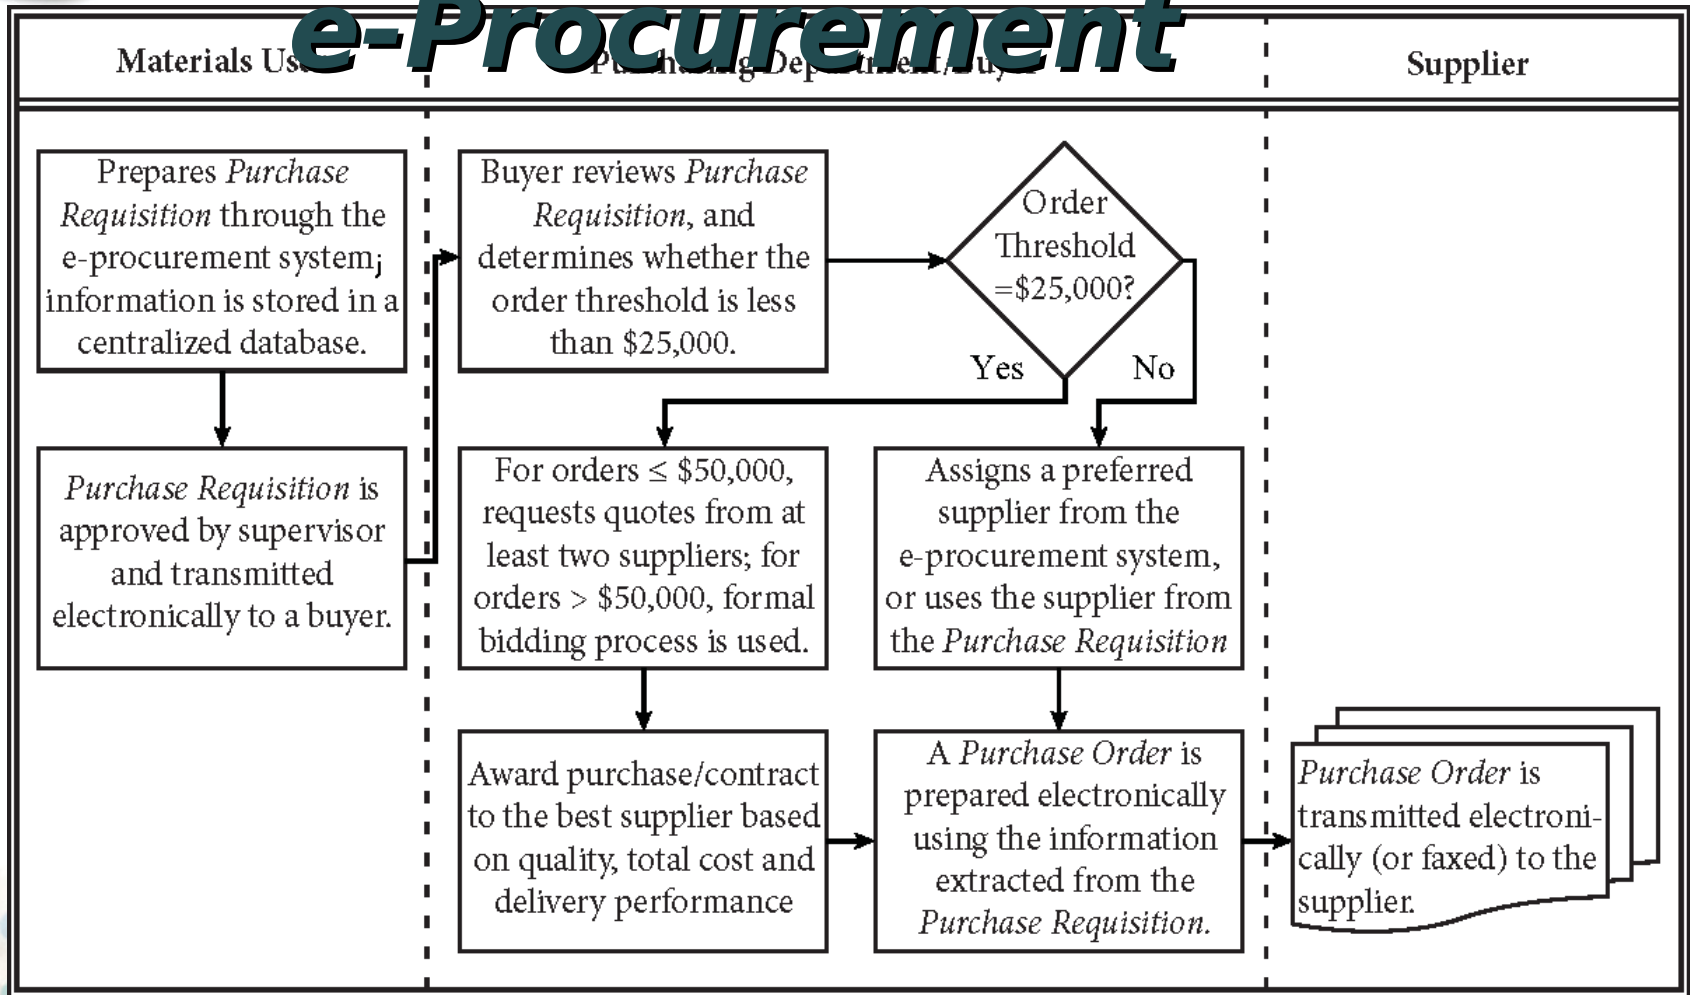 e-Procurement
Materials User
Purchasing Department/Buyer
Supplier
Prepares Purchase
Requisition through the
e-procurement system;
information is stored in a
centralized database.
Purchase Requisition is
approved by supervisor
and transmitted
electronically to a buyer.
Buyer reviews Purchase
Requisition, and
determines whether the
order threshold is less
than $25,000.
Order
Threshold
=$25,000?
Yes
No
For orders ≤ $50,000,
requests quotes from at
least two suppliers; for
orders > $50,000, formal
bidding process is used.
Assigns a preferred
supplier from the
e-procurement system,
or uses the supplier from
the Purchase Requisition
Award purchase/contract
to the best supplier based
on quality, total cost and
delivery performance
A Purchase Order is
prepared electronically
using the information
extracted from the
Purchase Requisition.
Purchase Order is
transmitted electroni-
cally (or faxed) to the
supplier.